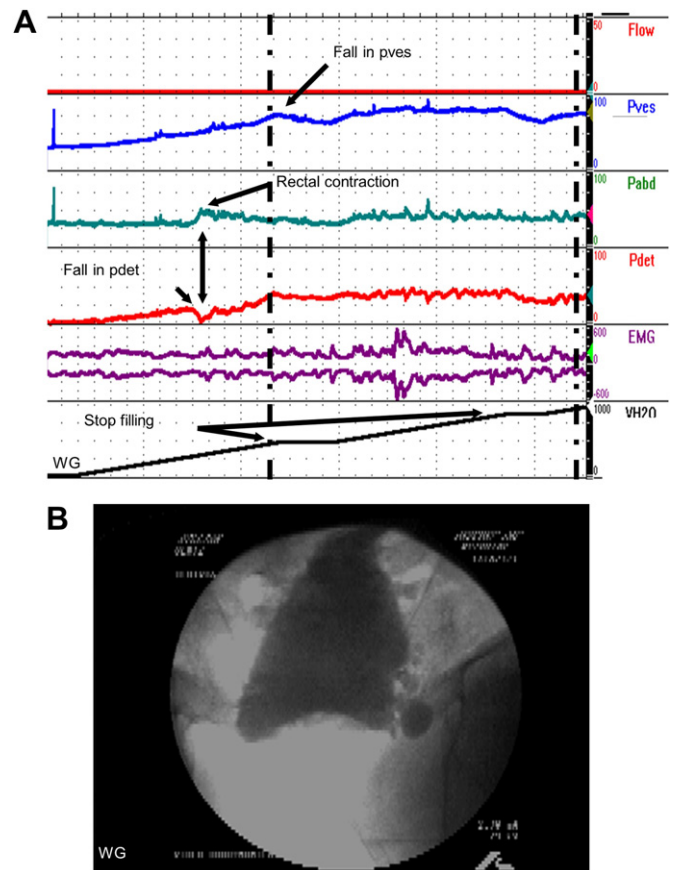 A
50
Flow
0
Fall in pves
100
Pves
0
100
Rectal contraction
Pabd
0
100
Fall in pdet
Pdet
0
600
EMG
-600
Stop filling
1000
VH2O
WG
0
B
WG